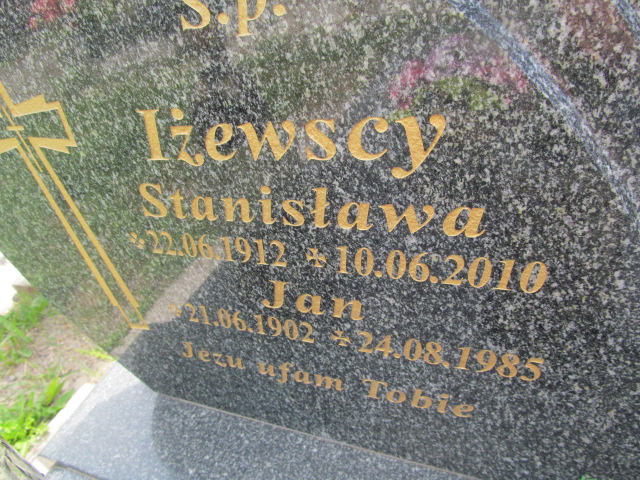 Ś.P.
Iżewscy
Stanisława
22.06.1912 10.06.2010
Jan
21.06.1902 24.08.1985
Jezu ufam Tobie